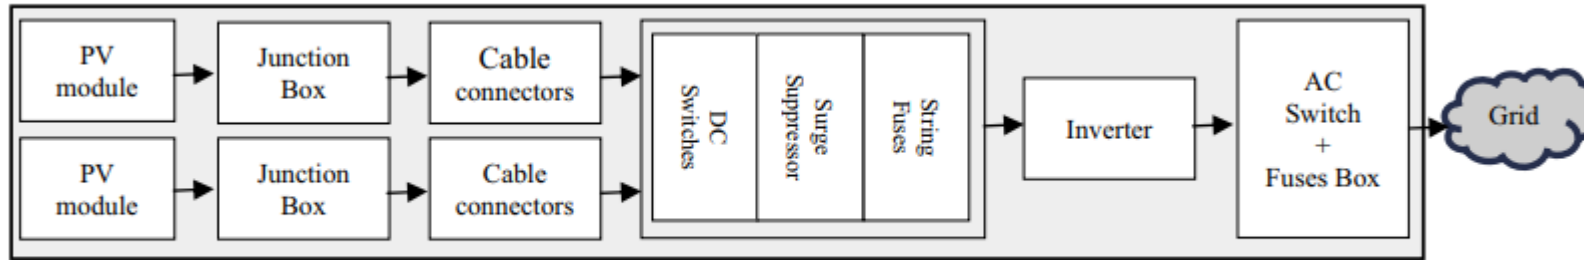 PV
module
Junction
Box
Cable
connectors
PV
module
Junction
Box
Cable
connectors
DC
Switches
Surge
Suppressor
String
Fuses
Inverter
AC
Switch
+
Fuses Box
Grid